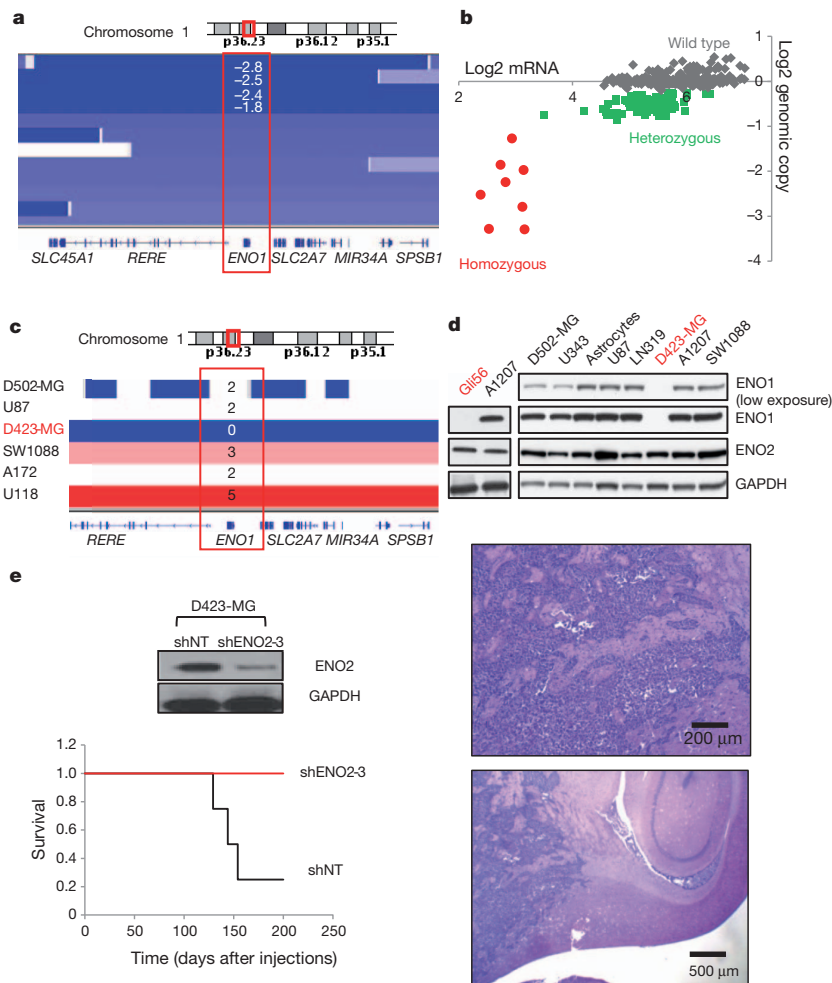 a
Chromosome 1
p36.23 p36.12 p35.1
–2.8
–2.5
–2.4
–1.8
SLC45A1 RERE ENO1 SLC2A7 MIR34A SPSB1
b
Log2 mRNA
2 4 6
Wild type
Heterozygous
Homozygous
1
0
–1
–2
–3
–4
Log2 genomic copy
c
Chromosome 1
p36.23 p36.12 p35.1
D502-MG 2
U87 2
D423-MG 0
SW1088 3
A172 2
U118 5
RERE ENO1 SLC2A7 MIR34A SPSB1
d
Gli56 A1207 D502-MG U343 Astrocytes U87 LN319 D423-MG A1207 SW1088
ENO1
(low exposure)
ENO1
ENO2
GAPDH
e
D423-MG
shNT shENO2-3
ENO2
GAPDH
1.2
1.0
0.8
0.6
0.4
0.2
0
Survival
shENO2-3
shNT
0 50 100 150 200 250
Time (days after injections)
200 µm
500 µm